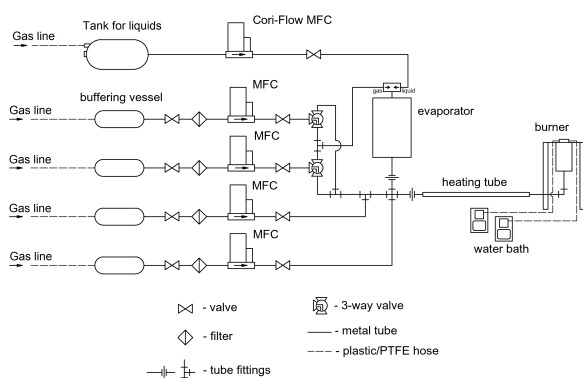 Tank for liquids
Cori-Flow MFC
Gas line
gas
liquid
buffering vessel
MFC
Gas line
evaporator
burner
MFC
Gas line
MFC
heating tube
Gas line
MFC
water bath
Gas line
- valve
- 3-way valve
- filter
- metal tube
- plastic/PTFE hose
- tube fittings